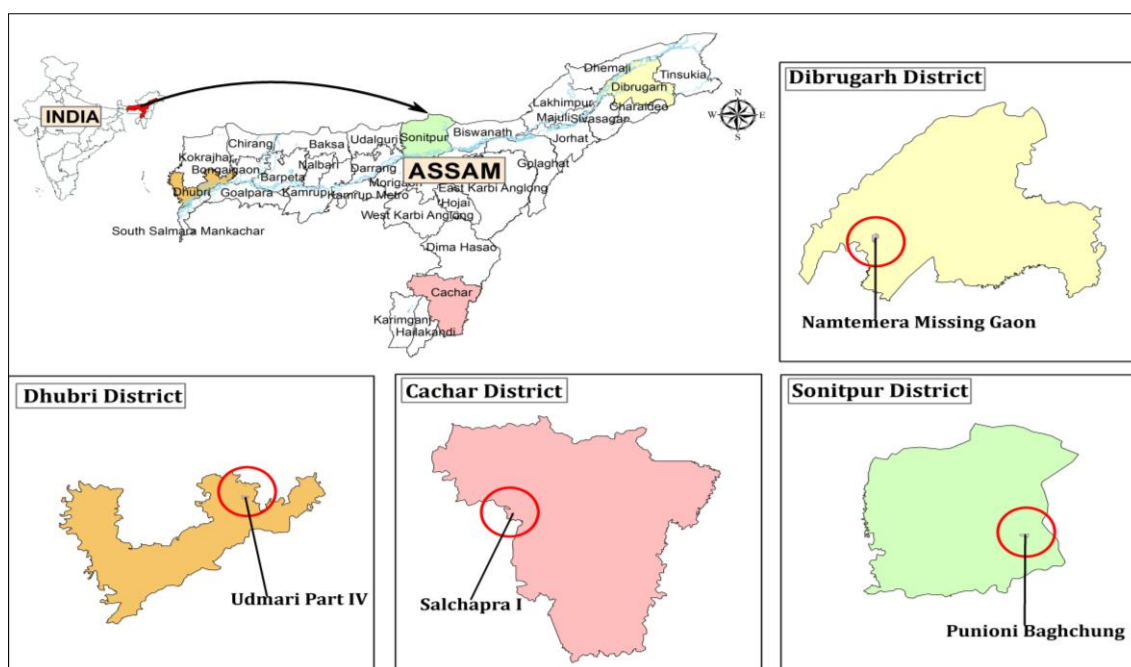 INDIA
ASSAM
Dhemaji
Tinsukia
Dibrugarh
Lakhimpur
Charaideo
Majuli
Sivasagar
Jorhat
Biswanath
Sonitpur
Udalguri
Baksa
Chirang
Kokrajhar
Bongaigaon
Nalbari
Darrang
Barpeta
Dhubri
Goalpara
Kamrup
Kamrup Metro
Morigaon
Golaghat
East Karbi Anglong
Hojai
West Karbi Anglong
South Salmara Mankachar
Dima Hasao
Cachar
Karimganj
Hailakandi
N
W
E
S
Dibrugarh District
Namtemera Missing Gaon
Dhubri District
Udmari Part IV
Cachar District
Salchapra I
Sonitpur District
Punioni Baghchung